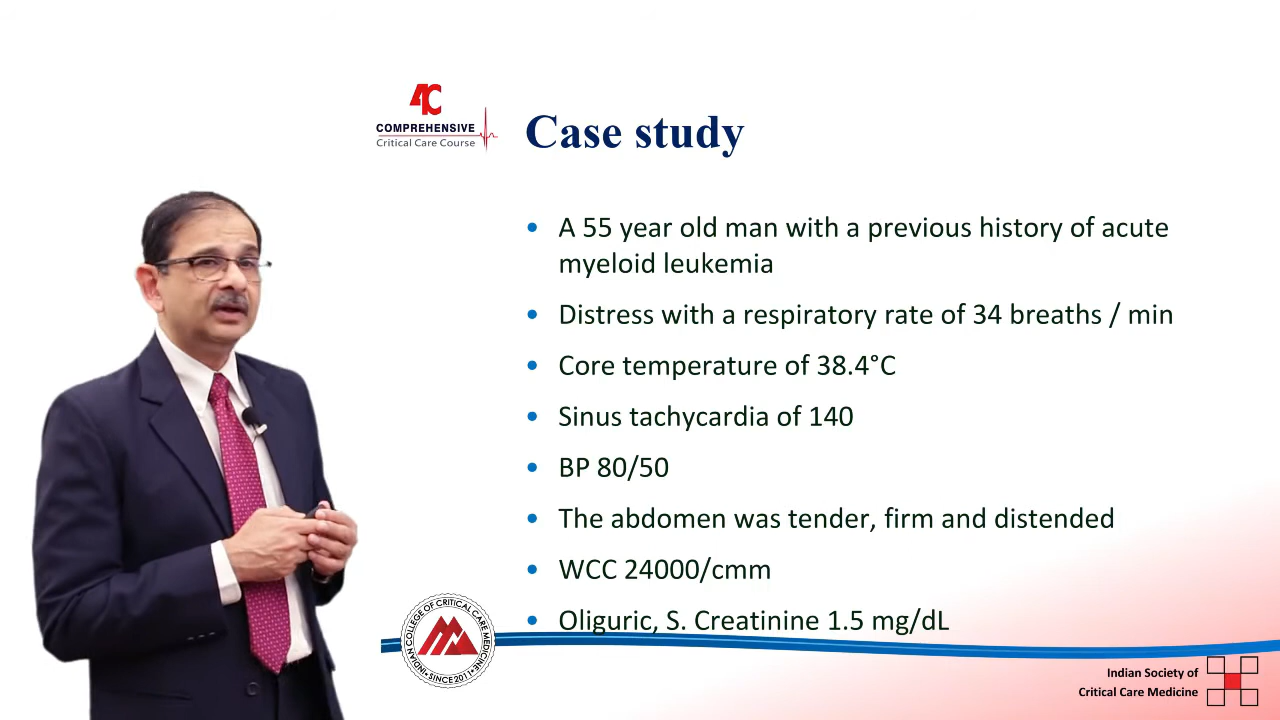 4C
COMPREHENSIVE
Critical Care Course
Case study
• A 55 year old man with a previous history of acute
myeloid leukemia
• Distress with a respiratory rate of 34 breaths / min
• Core temperature of 38.4°C
• Sinus tachycardia of 140
• BP 80/50
• The abdomen was tender, firm and distended
• WCC 24000/cmm
• Oliguric, S. Creatinine 1.5 mg/dL
INDIAN COLLEGE OF CRITICAL CARE MEDICINE
• SINCE 2011 •
Indian Society of
Critical Care Medicine